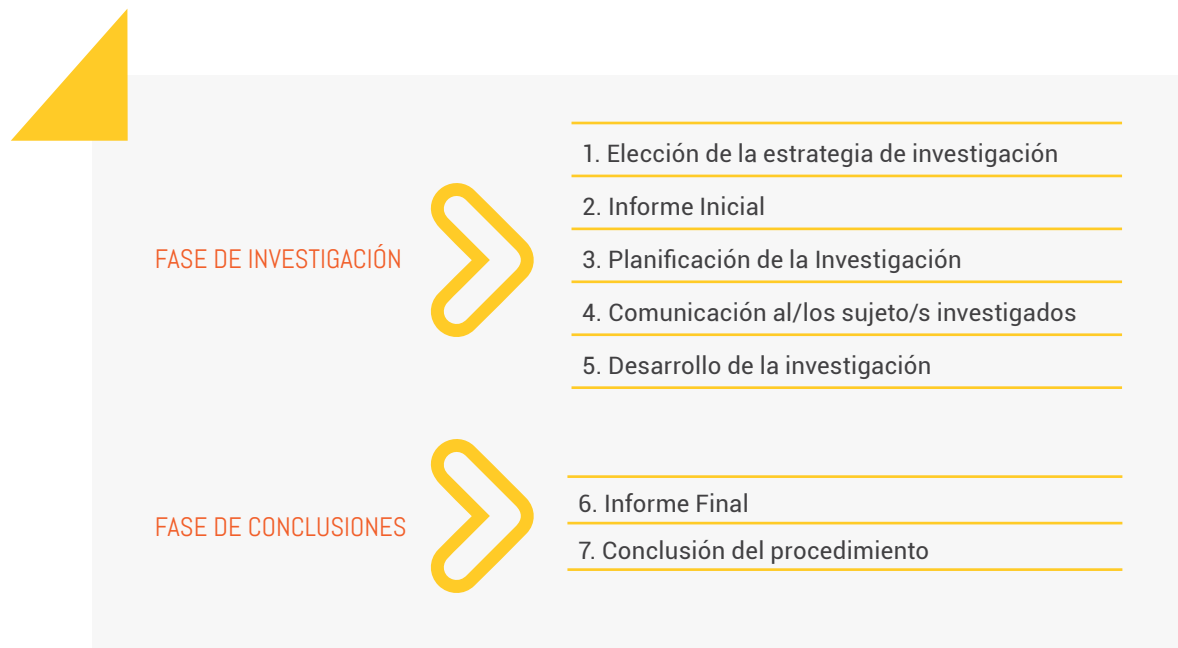 FASE DE INVESTIGACIÓN
1. Elección de la estrategia de investigación
2. Informe Inicial
3. Planificación de la Investigación
4. Comunicación al/los sujeto/s investigados
5. Desarrollo de la investigación
FASE DE CONCLUSIONES
6. Informe Final
7. Conclusión del procedimiento